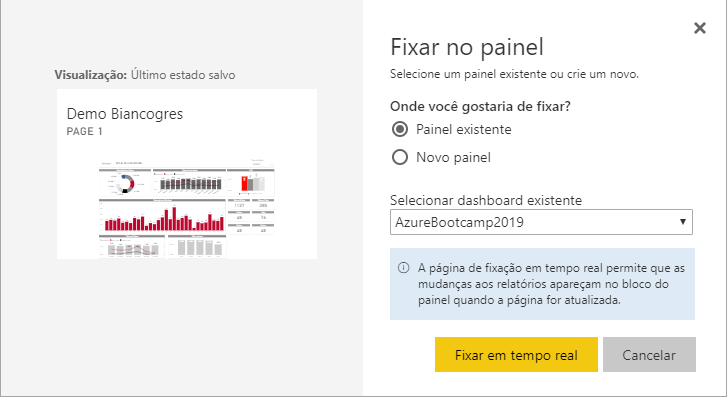 Fixar no painel
Selecione um painel existente ou crie um novo.
Visualização: Último estado salvo
Demo Biancogres
PAGE 1
Onde você gostaria de fixar?
Painel existente
Novo painel
Selecionar dashboard existente
AzureBootcamp2019
A página de fixação em tempo real permite que as
mudanças aos relatórios apareçam no bloco do
painel quando a página for atualizada.
Fixar em tempo real
Cancelar